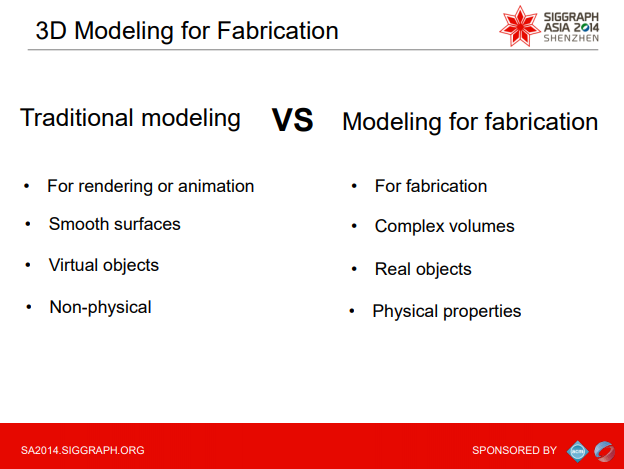 3D Modeling for Fabrication
SIGGRAPH
ASIA 2014
SHENZHEN
Traditional modeling
VS
Modeling for fabrication
• For rendering or animation
• Smooth surfaces
• Virtual objects
• Non-physical
• For fabrication
• Complex volumes
• Real objects
• Physical properties
SA2014.SIGGRAPH.ORG
SPONSORED BY